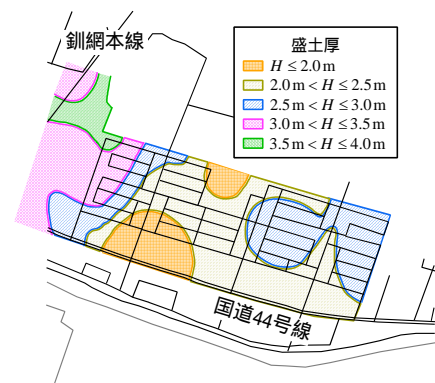 釧網本線
盛土厚
H ≤ 2.0 m
2.0 m < H ≤ 2.5 m
2.5 m < H ≤ 3.0 m
3.0 m < H ≤ 3.5 m
3.5 m < H ≤ 4.0 m
国道44号線